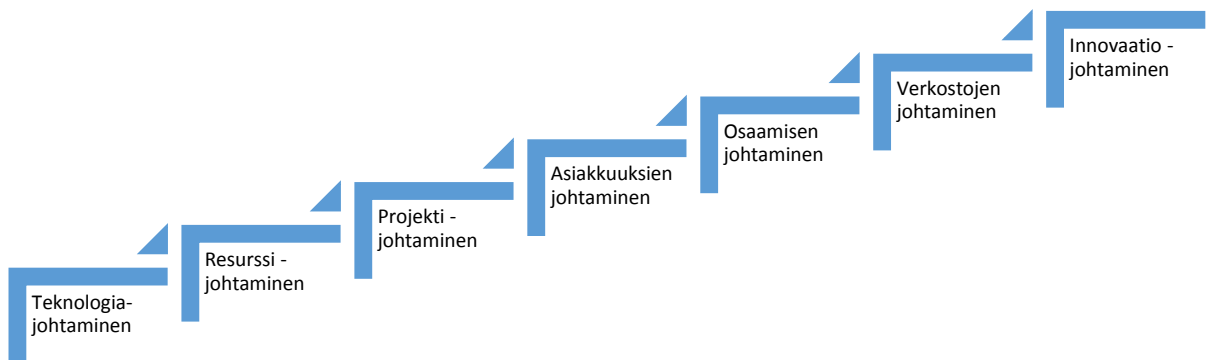 Teknologia-
johtaminen
Resurssi -
johtaminen
Projekti -
johtaminen
Asiakkuuksien
johtaminen
Osaamisen
johtaminen
Verkostojen
johtaminen
Innovaatio -
johtaminen